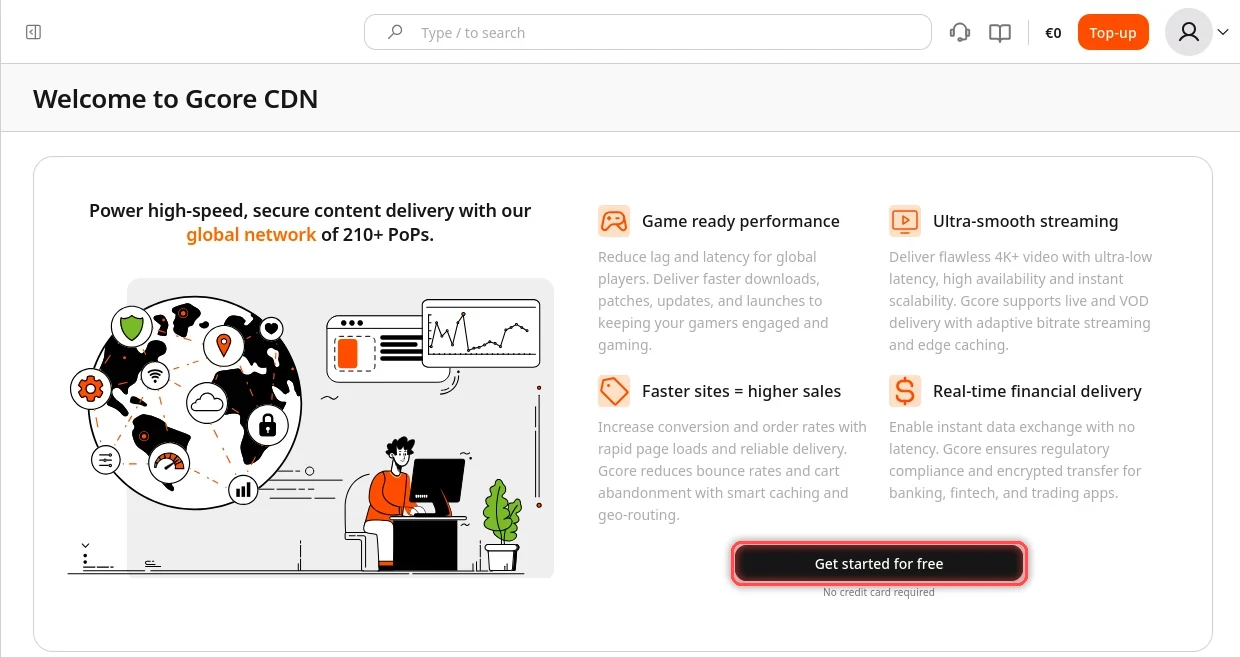 Type / to search
€0
Top-up
Welcome to Gcore CDN
Power high-speed, secure content delivery with our
global network of 210+ PoPs.
Game ready performance
Reduce lag and latency for global
players. Deliver faster downloads,
patches, updates, and launches to
keeping your gamers engaged and
gaming.
Ultra-smooth streaming
Deliver flawless 4K+ video with ultra-low
latency, high availability and instant
scalability. Gcore supports live and VOD
delivery with adaptive bitrate streaming
and edge caching.
Faster sites = higher sales
Increase conversion and order rates with
rapid page loads and reliable delivery.
Gcore reduces bounce rates and cart
abandonment with smart caching and
geo-routing.
Real-time financial delivery
Enable instant data exchange with no
latency. Gcore ensures regulatory
compliance and encrypted transfer for
banking, fintech, and trading apps.
Get started for free
No credit card required